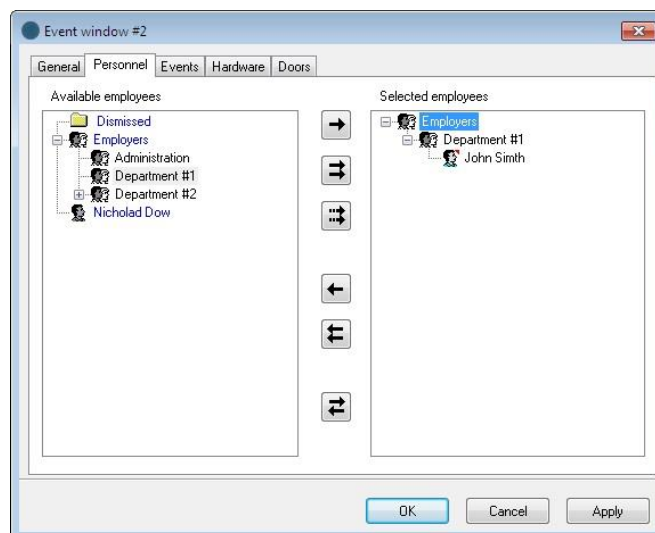 Event window #2
General Personnel Events Hardware Doors
Available employees
Dismissed
Employers
Administration
Department #1
Department #2
Nicholad Dow
Selected employees
Employers
Department #1
John Simth
OK Cancel Apply